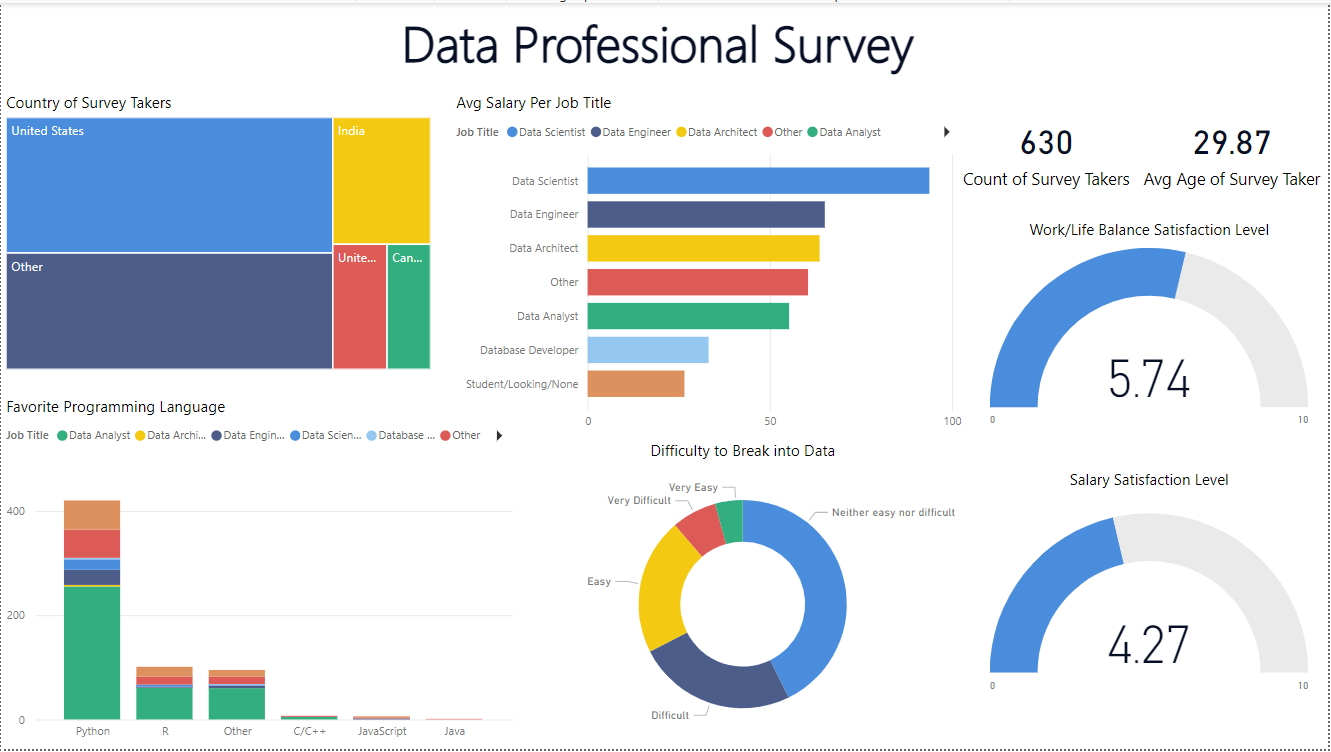 Data Professional Survey
Country of Survey Takers
United States
India
Other
Unite...
Can...
Avg Salary Per Job Title
Job Title Data Scientist Data Engineer Data Architect Other Data Analyst
Data Scientist
Data Engineer
Data Architect
Other
Data Analyst
Database Developer
Student/Looking/None
0 50 100
630
Count of Survey Takers
29.87
Avg Age of Survey Taker
Work/Life Balance Satisfaction Level
5.74
0 10
Favorite Programming Language
Job Title Data Analyst Data Archi... Data Engin... Data Scien... Database ... Other
400
200
0
Python R Other C/C++ JavaScript Java
Difficulty to Break into Data
Very Easy
Very Difficult
Neither easy nor difficult
Easy
Difficult
Salary Satisfaction Level
4.27
0 10